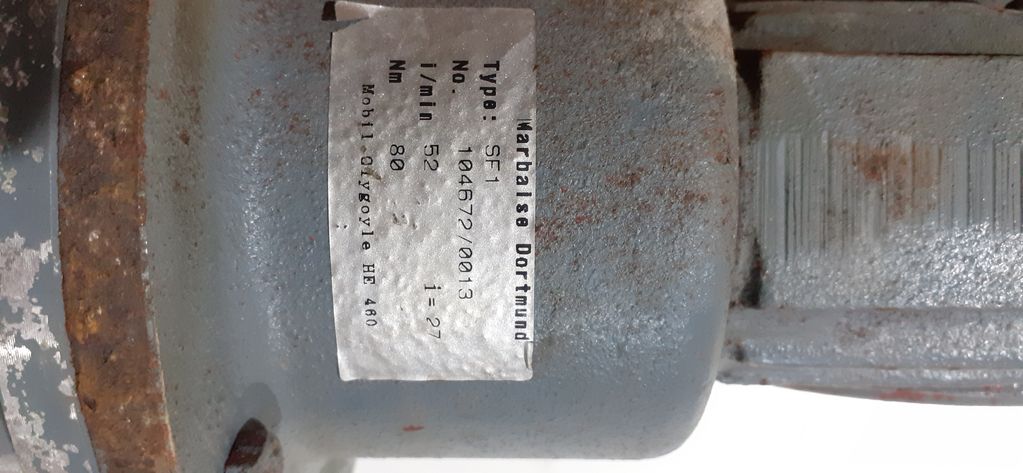 Marbaise Dortmund
Type: SF1
No. 104672/0013
i/min 52 i=27
Nm 80
Mobil Glygoyle HE 460